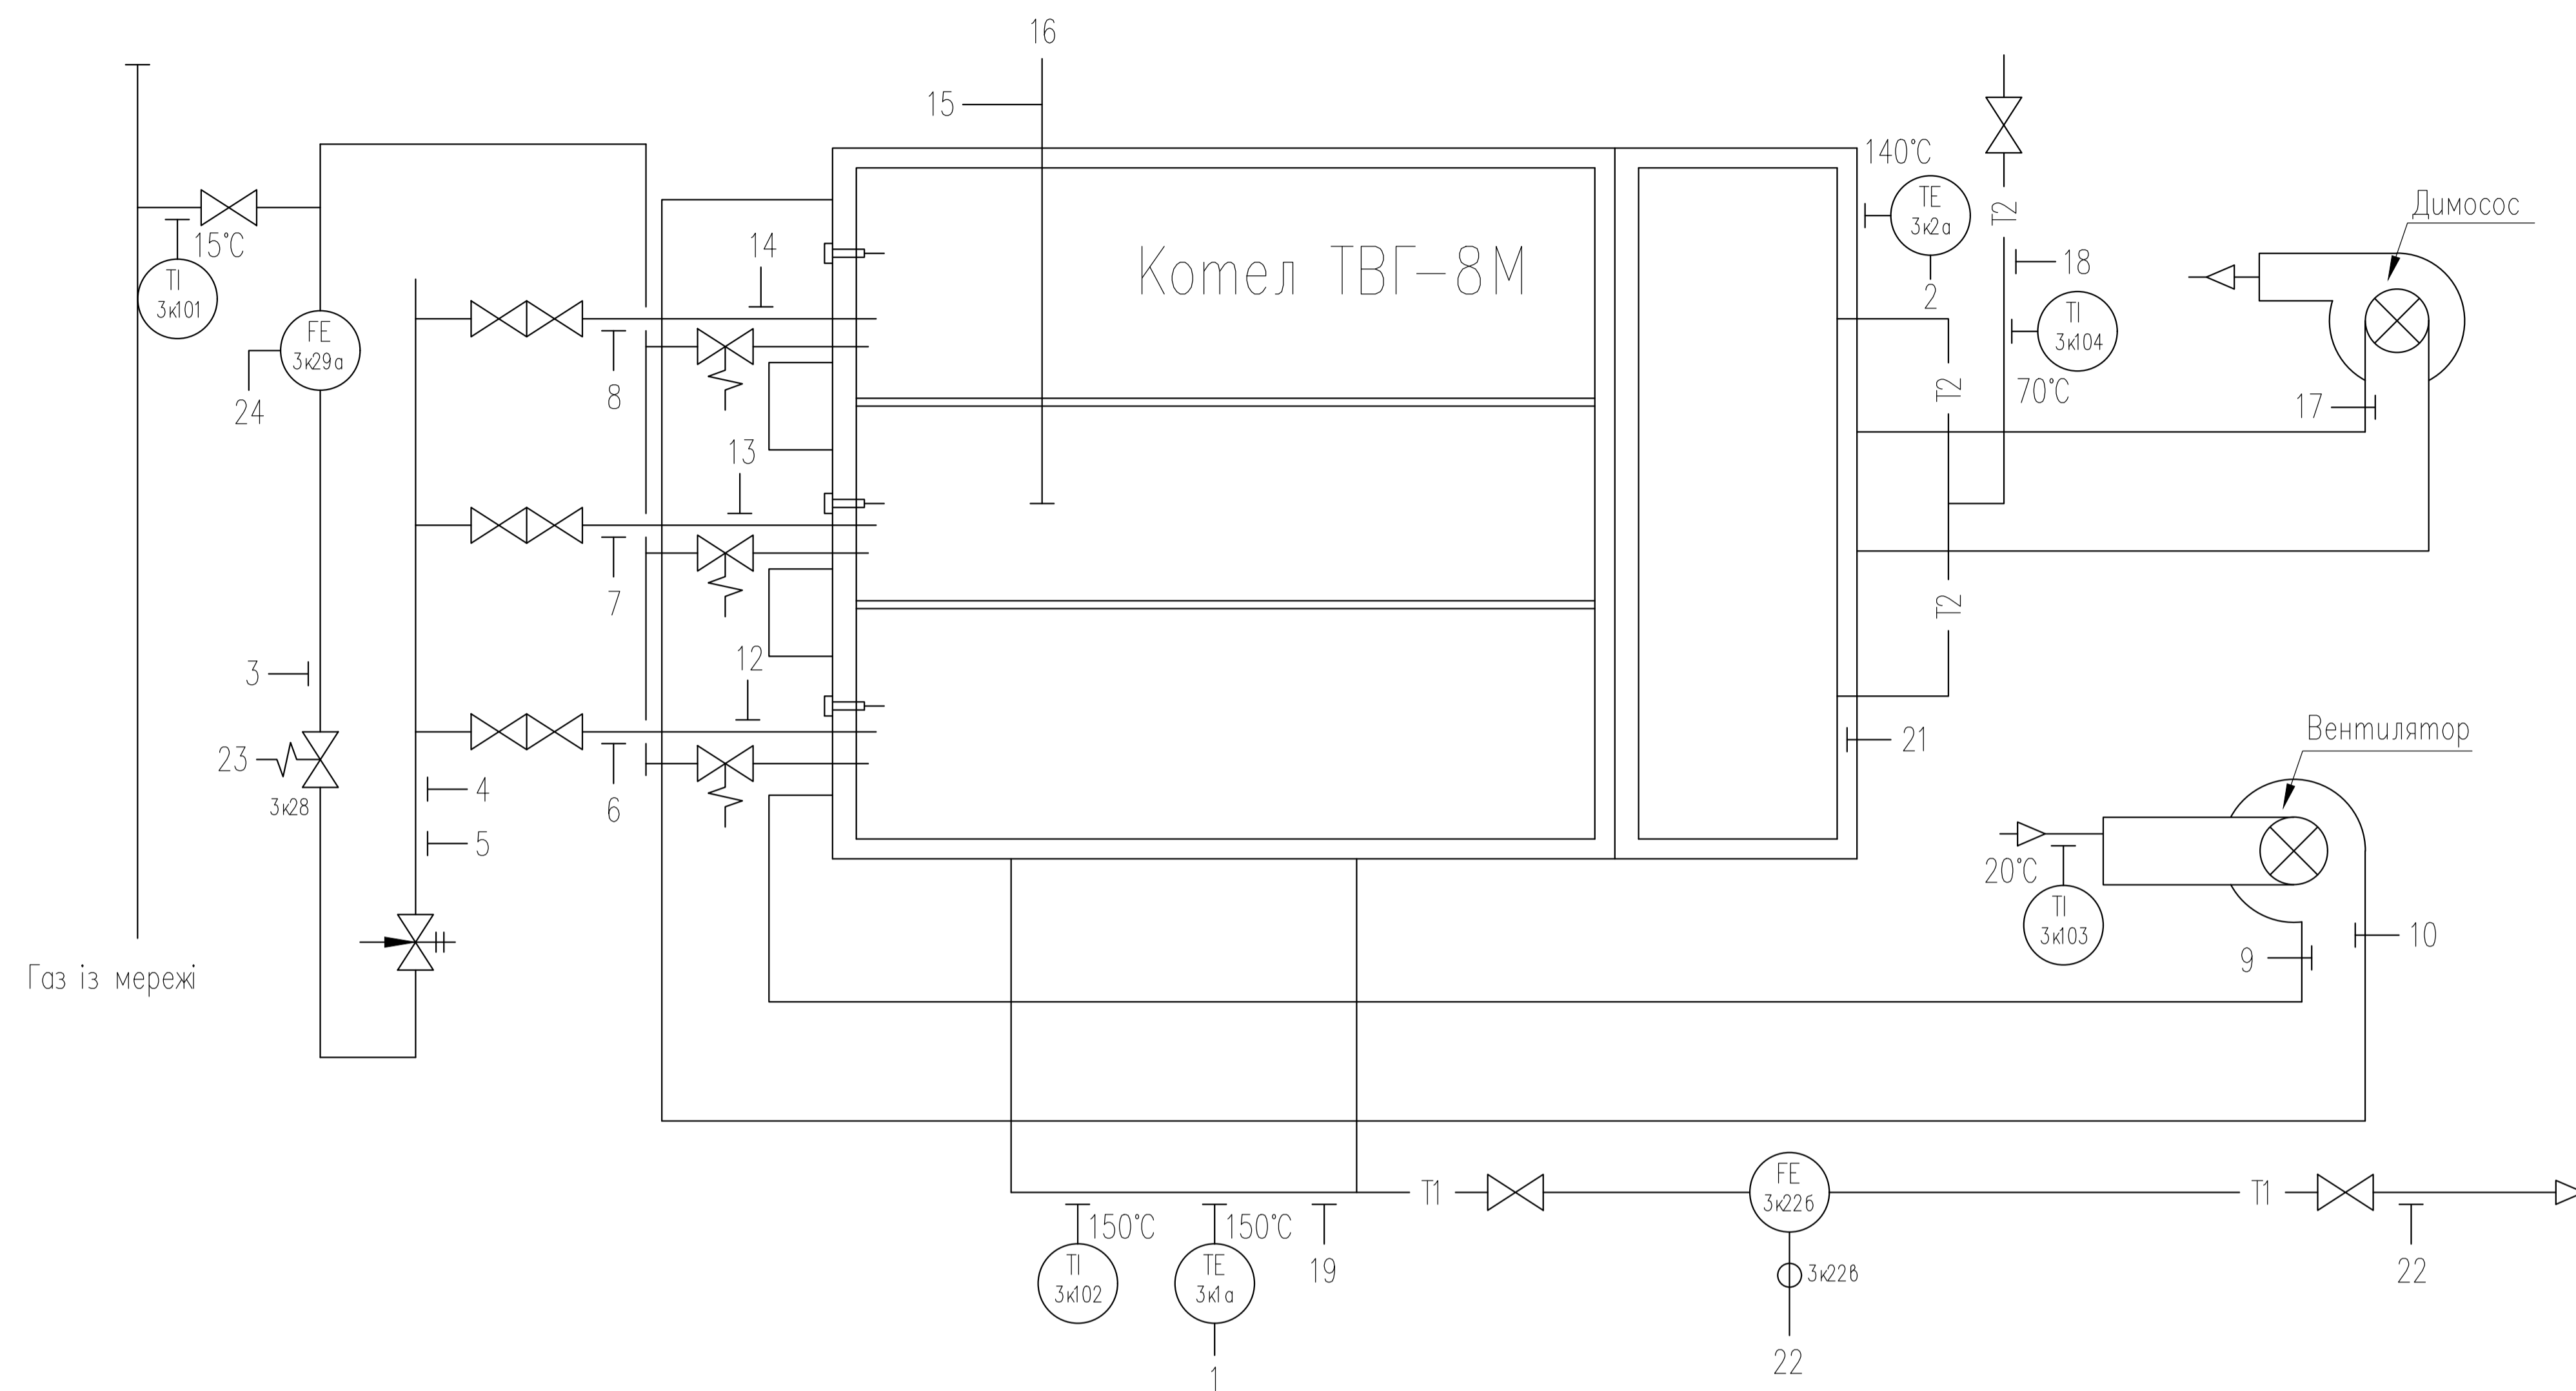 16
15
140°C
TE
3к2а
2
T2
18
TI
3к104
70°C
Димосос
17
15°C
TI
3к101
FE
3к29а
24
14
Котел ТВГ-8М
8
T2
13
7
T2
12
3
23
3к28
4
5
6
21
Вентилятор
20°C
TI
3к103
9
10
Газ із мережі
T1
FE
3к22б
T1
150°C
TI
3к102
150°C
TE
3к1а
19
3к22в
22
22
1